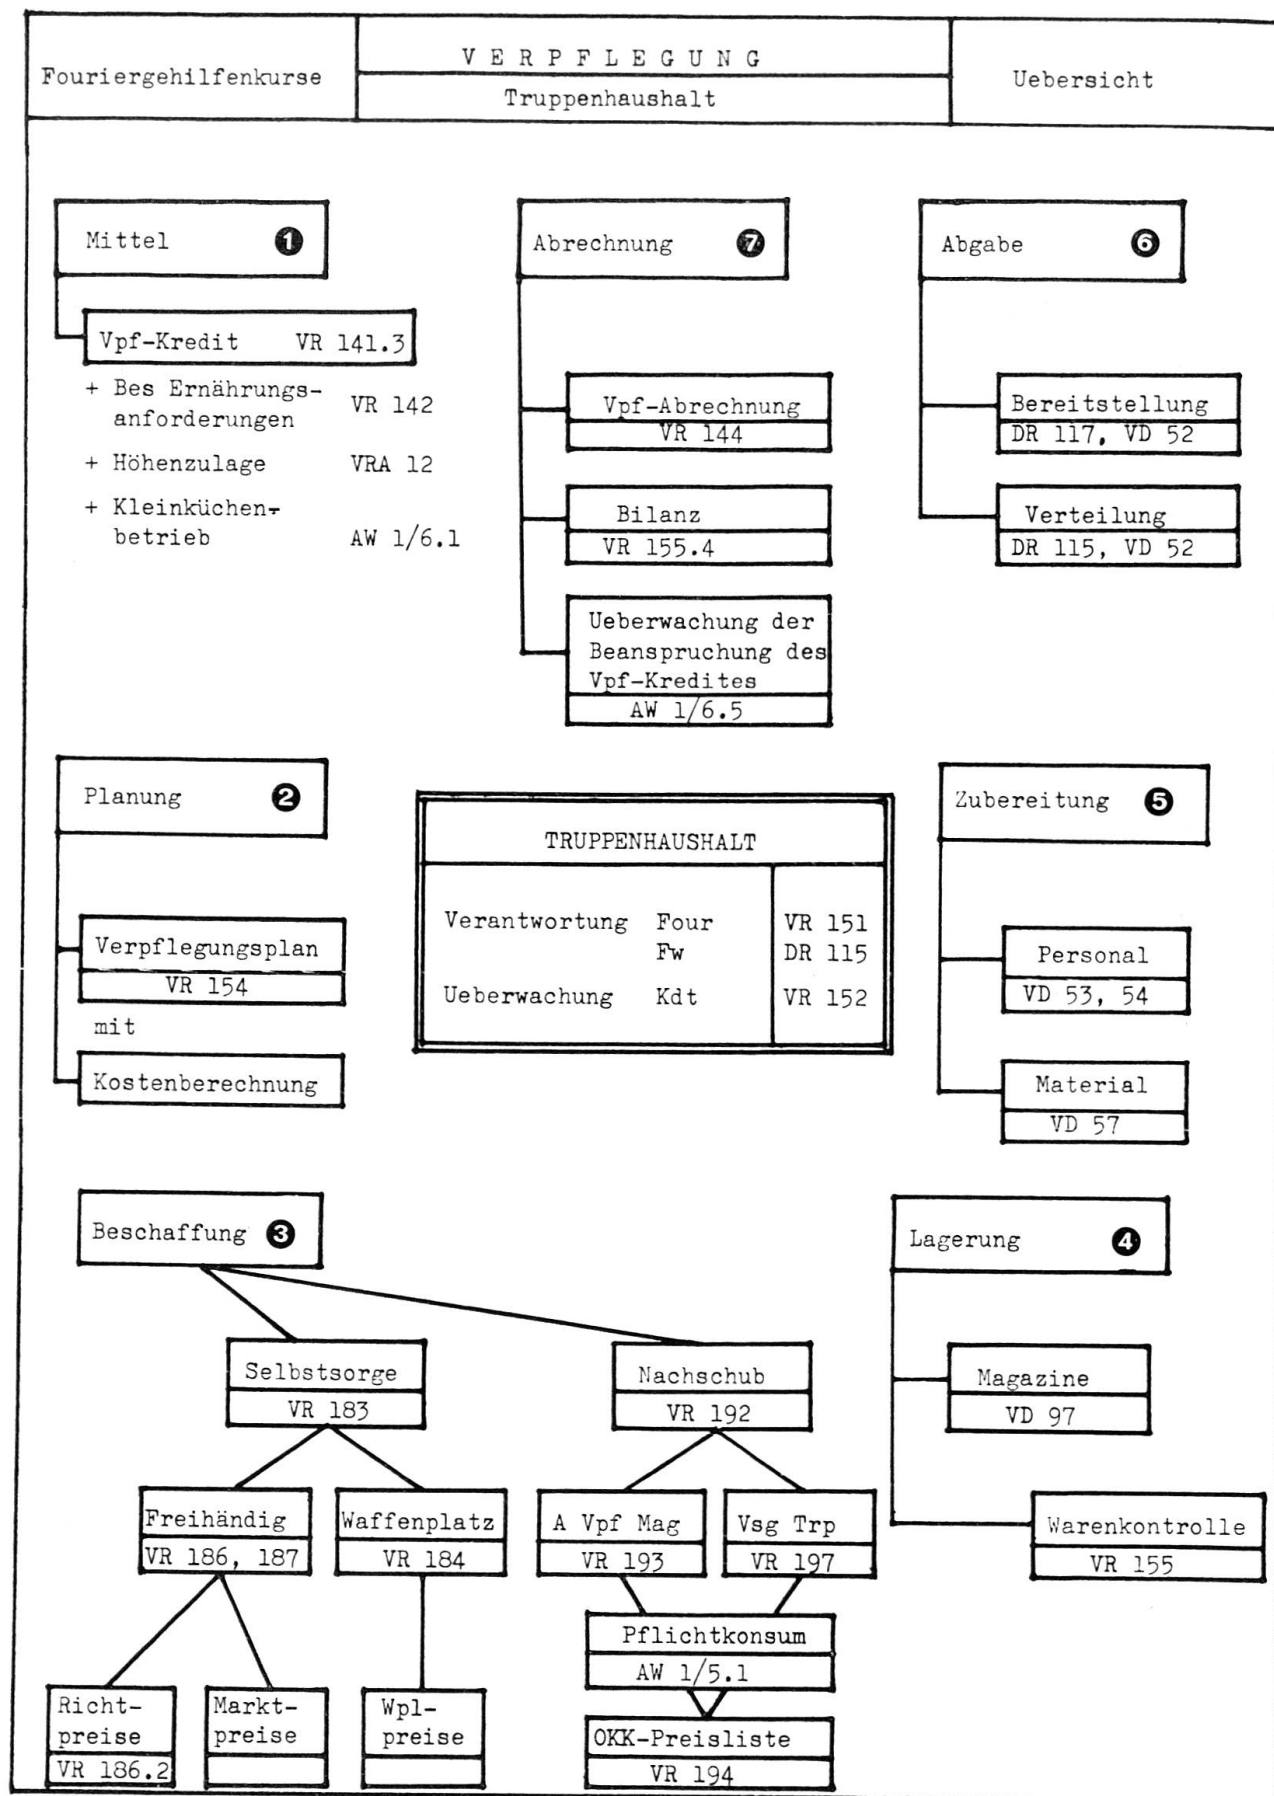 Fouriergehilfenkurse
VERPFLEGUNG
Truppenhaushalt
Uebersicht
Mittel 1
Vpf-Kredit VR 141.3
+ Bes Ernährungs-
anforderungen VR 142
+ Höhenzulage VRA 12
+ Kleinküchen-
betrieb AW 1/6.1
Abrechnung 7
Vpf-Abrechnung
VR 144
Bilanz
VR 155.4
Ueberwachung der
Beanspruchung des
Vpf-Kredites
AW 1/6.5
Abgabe 6
Bereitstellung
DR 117, VD 52
Verteilung
DR 115, VD 52
Planung 2
Verpflegungsplan
VR 154
mit
Kostenberechnung
TRUPPENHAUSHALT
Verantwortung Four VR 151
Fw DR 115
Ueberwachung Kdt VR 152
Zubereitung 5
Personal
VD 53, 54
Material
VD 57
Beschaffung 3
Selbstsorge
VR 183
Nachschub
VR 192
Freihändig
VR 186, 187
Waffenplatz
VR 184
A Vpf Mag
VR 193
Vsg Trp
VR 197
Pflichtkonsum
AW 1/5.1
Richt-
preise
VR 186.2
Markt-
preise
Wpl-
preise
OKK-Preisliste
VR 194
Lagerung 4
Magazine
VD 97
Warenkontrolle
VR 155